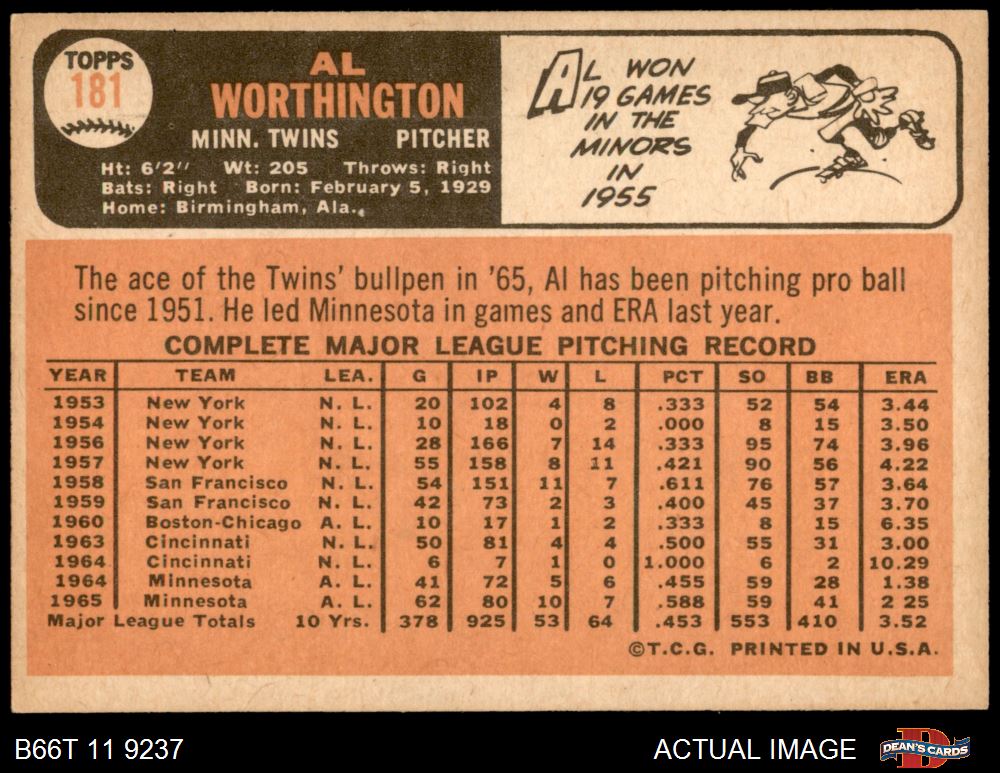 TOPPS
181
AL
WORTHINGTON
MINN. TWINS PITCHER
Ht: 6'2" Wt: 205 Throws: Right
Bats: Right Born: February 5, 1929
Home: Birmingham, Ala.
AL WON
19 GAMES
IN THE
MINORS
IN
1955
The ace of the Twins' bullpen in '65, Al has been pitching pro ball
since 1951. He led Minnesota in games and ERA last year.
COMPLETE MAJOR LEAGUE PITCHING RECORD
YEAR TEAM LEA. G IP W L PCT SO BB ERA
1953 New York N. L. 20 102 4 8 .333 52 54 3.44
1954 New York N. L. 10 18 0 2 .000 8 15 3.50
1956 New York N. L. 28 166 7 14 .333 95 74 3.96
1957 New York N. L. 55 158 8 11 .421 90 56 4.22
1958 San Francisco N. L. 54 151 11 7 .611 76 57 3.64
1959 San Francisco N. L. 42 73 2 3 .400 45 37 3.70
1960 Boston-Chicago A. L. 10 17 1 2 .333 8 15 6.35
1963 Cincinnati N. L. 50 81 4 4 .500 55 31 3.00
1964 Cincinnati N. L. 6 7 1 0 1.000 6 2 10.29
1964 Minnesota A. L. 41 72 5 6 .455 59 28 1.38
1965 Minnesota A. L. 62 80 10 7 .588 59 41 2 25
Major League Totals 10 Yrs. 378 925 53 64 .453 553 410 3.52
©T.C.G. PRINTED IN U.S.A.
B66T 11 9237 ACTUAL IMAGE DEAN'S CARDS